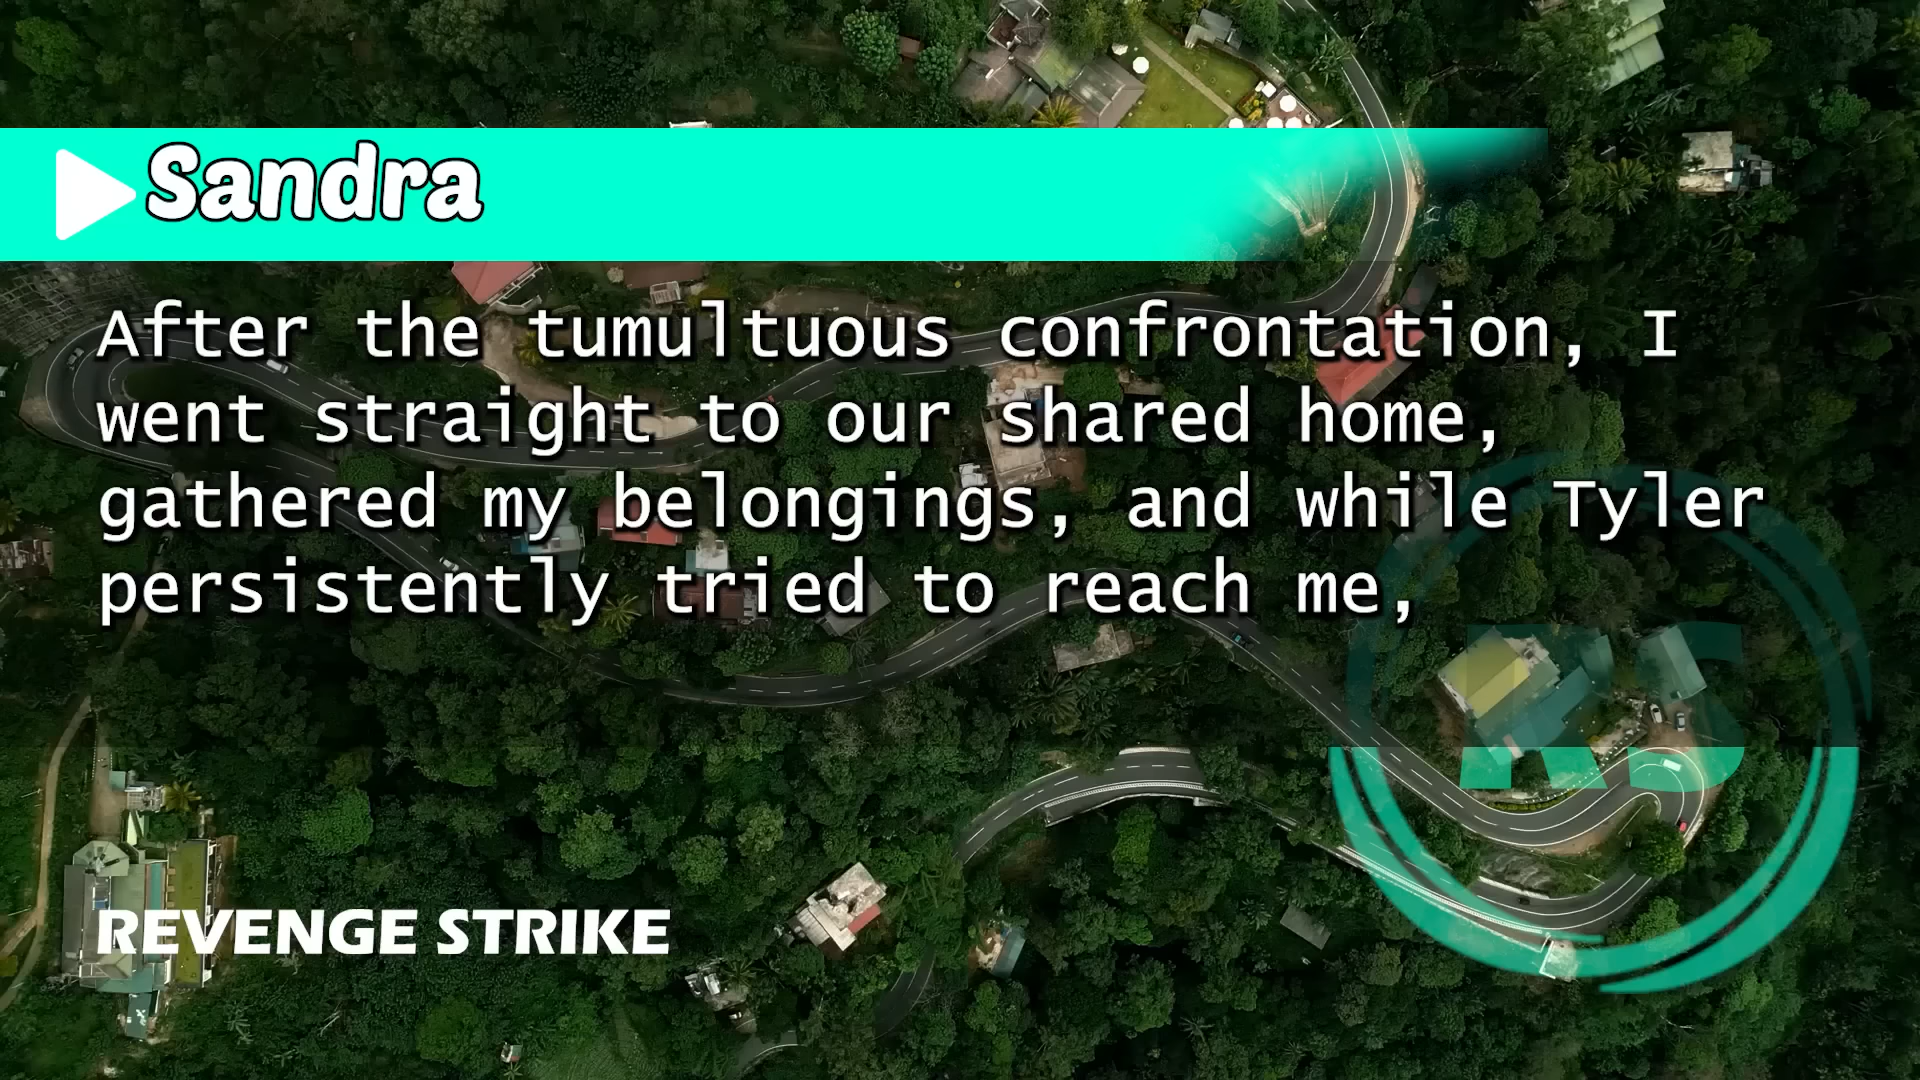 Sandra
After the tumultuous confrontation, I
went straight to our shared home,
gathered my belongings, and while Tyler
persistently tried to reach me,
RS
REVENGE STRIKE